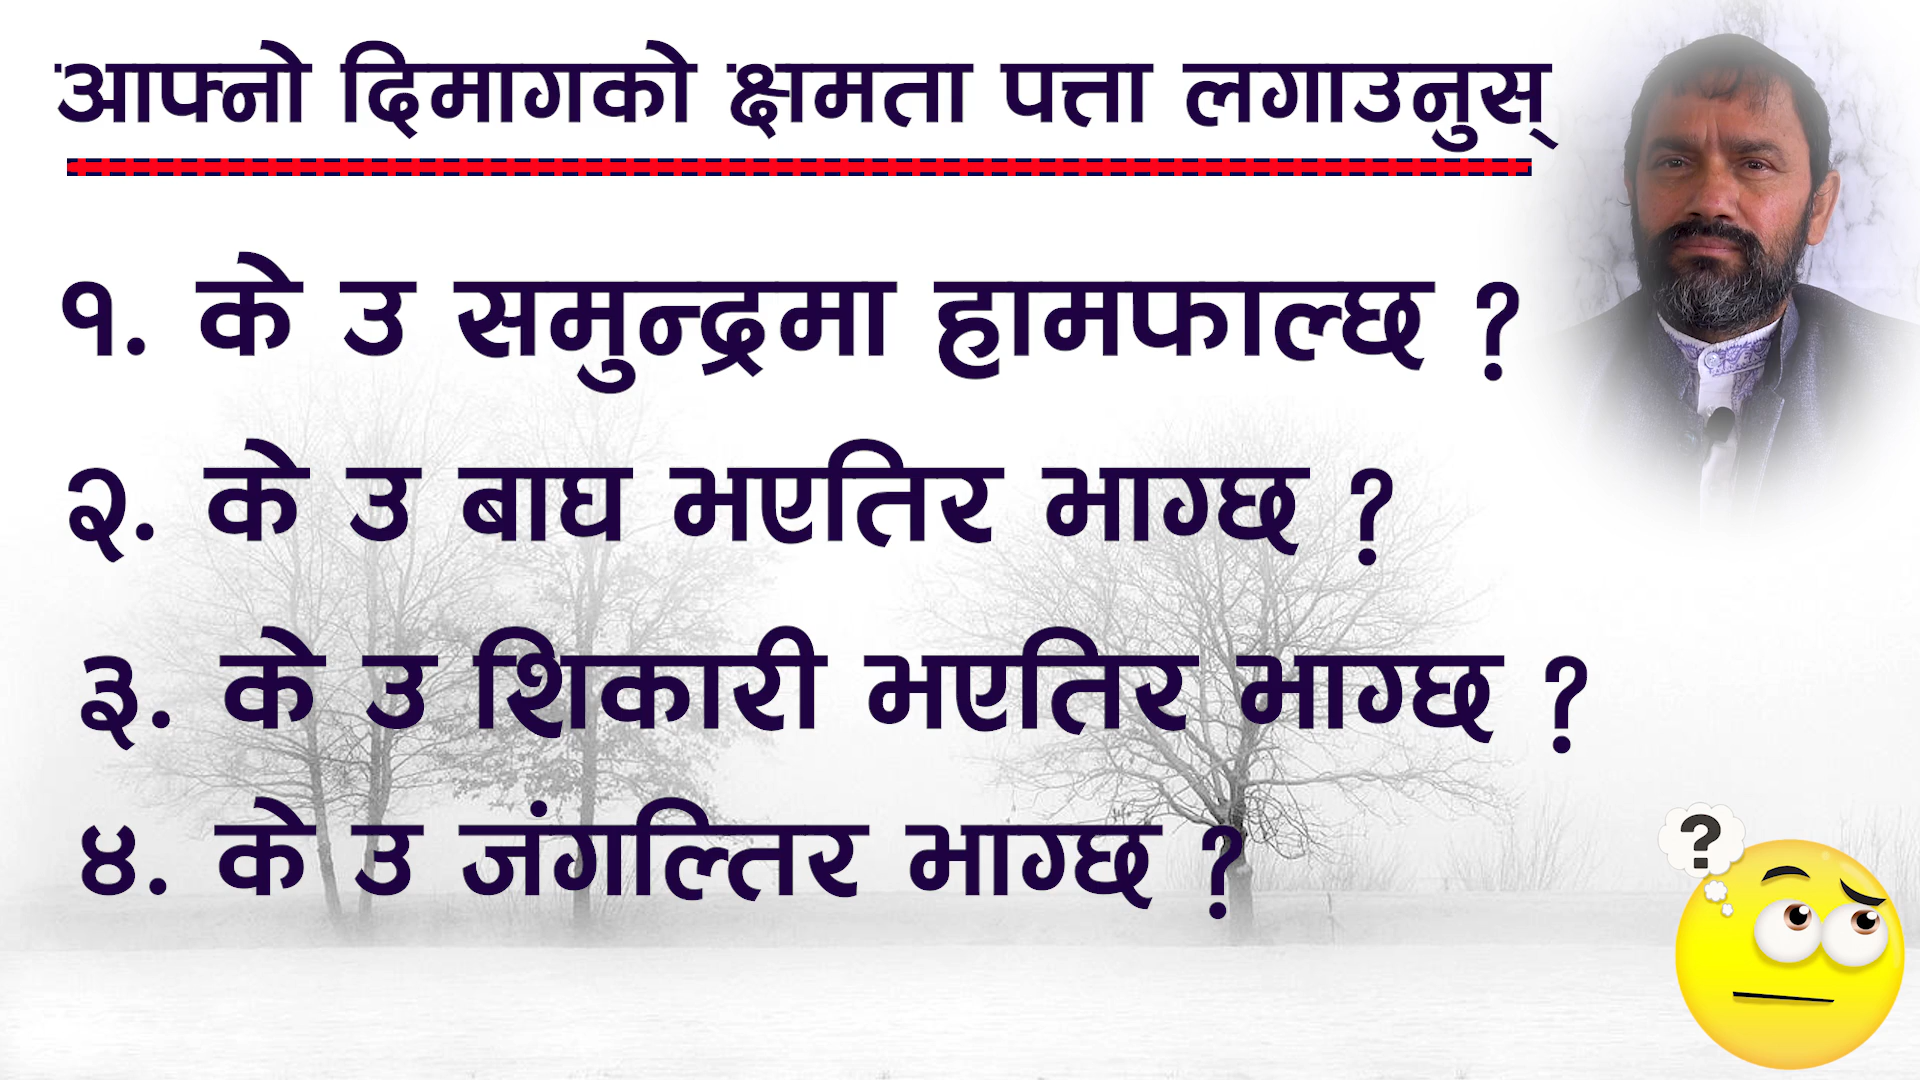 आफ्नो दिमागको क्षमता पत्ता लगाउनुस्
१. के उ समुन्द्रमा हामफाल्छ ?
२. के उ बाघ भएतिर भाग्छ ?
३. के उ शिकारी भएतिर भाग्छ ?
४. के उ जंगल्तिर भाग्छ ?
?